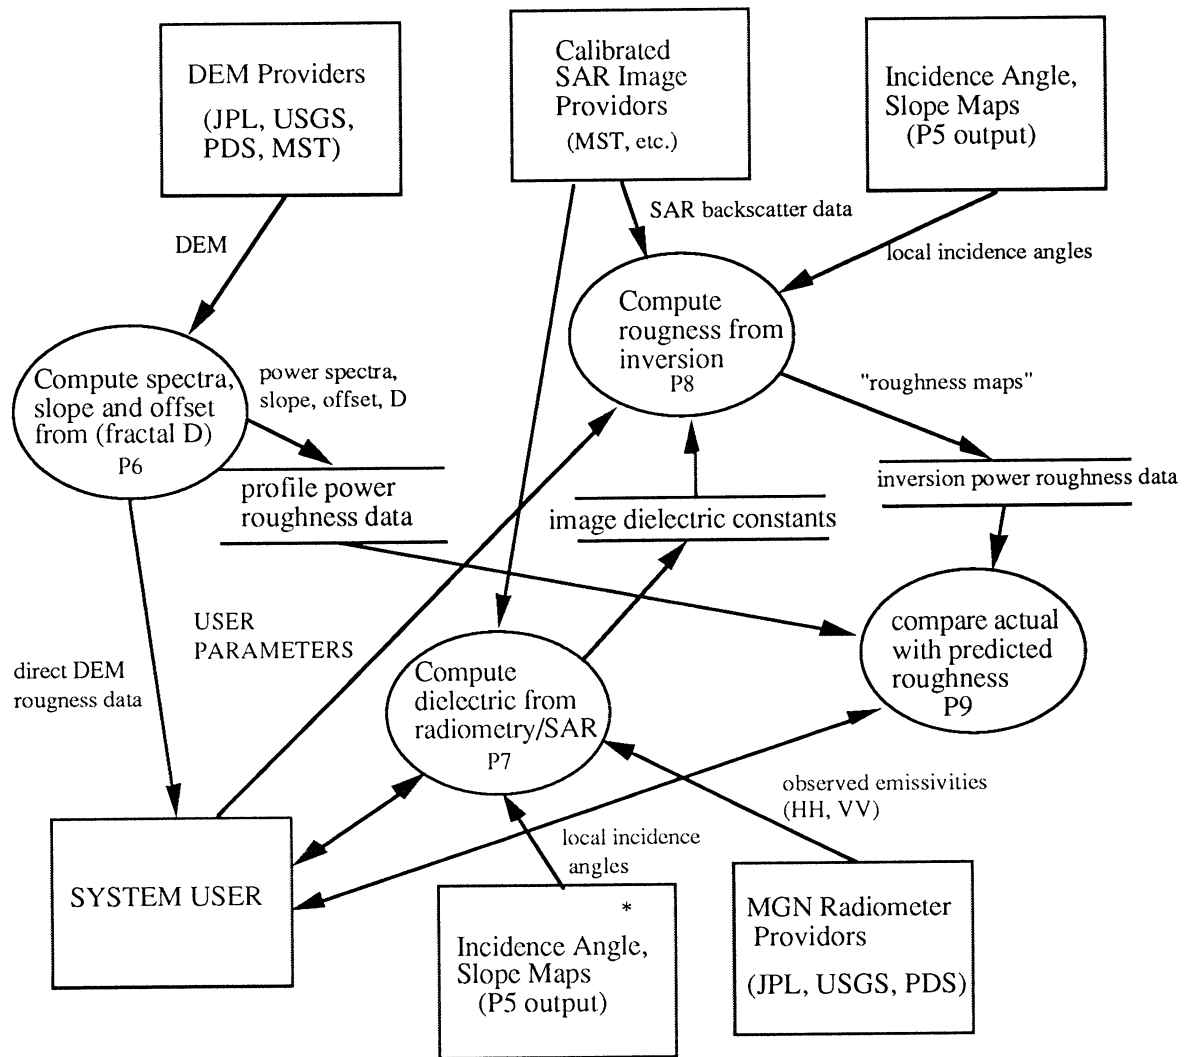 DEM Providers
(JPL, USGS,
PDS, MST)
Calibrated
SAR Image
Providors
(MST, etc.)
Incidence Angle,
Slope Maps
(P5 output)
DEM
SAR backscatter data
local incidence angles
Compute spectra,
slope and offset
from (fractal D)
P6
power spectra,
slope, offset, D
Compute
rougness from
inversion
P8
"roughness maps"
profile power
roughness data
image dielectric constants
inversion power roughness data
USER
PARAMETERS
direct DEM
rougness data
Compute
dielectric from
radiometry/SAR
P7
compare actual
with predicted
roughness
P9
observed emissivities
(HH, VV)
local incidence
angles
SYSTEM USER
*
Incidence Angle,
Slope Maps
(P5 output)
MGN Radiometer
Providors
(JPL, USGS, PDS)